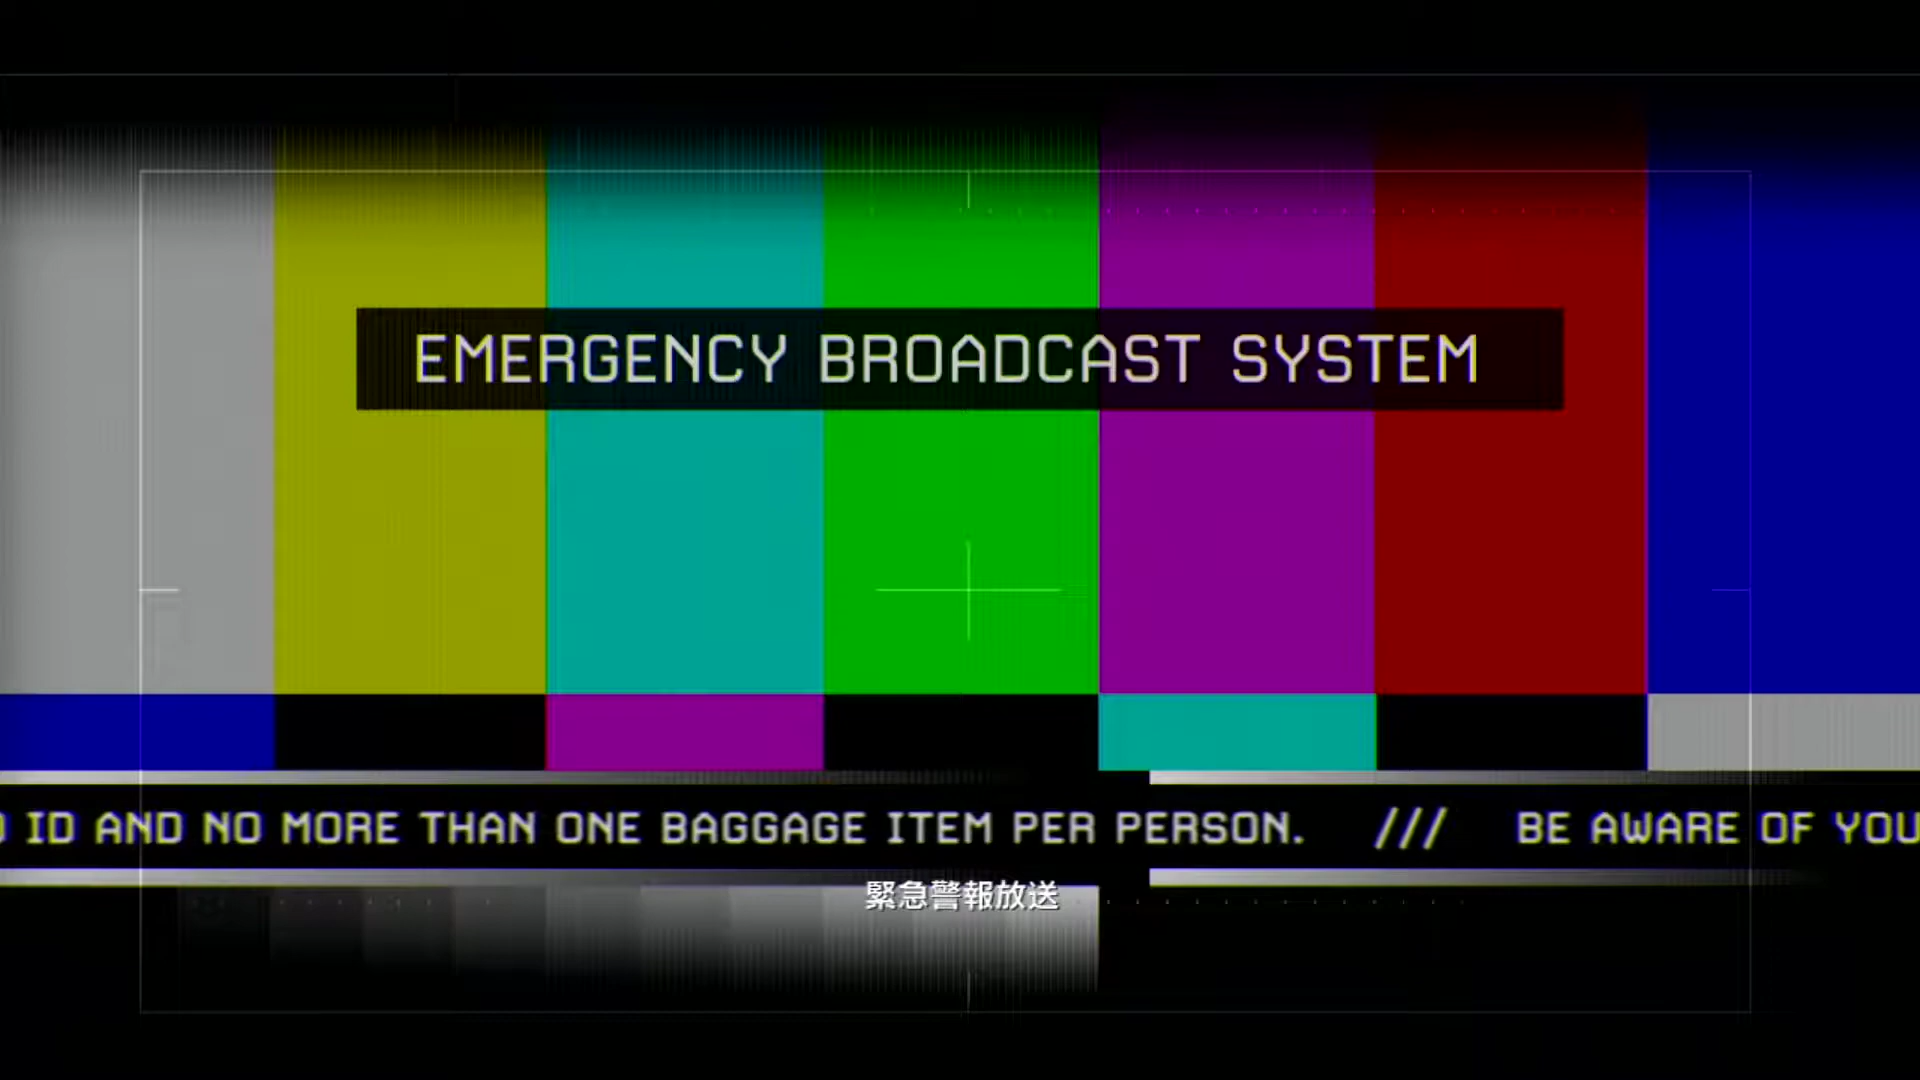 EMERGENCY BROADCAST SYSTEM
ID AND NO MORE THAN ONE BAGGAGE ITEM PER PERSON. /// BE AWARE OF YOU
緊急警報放送